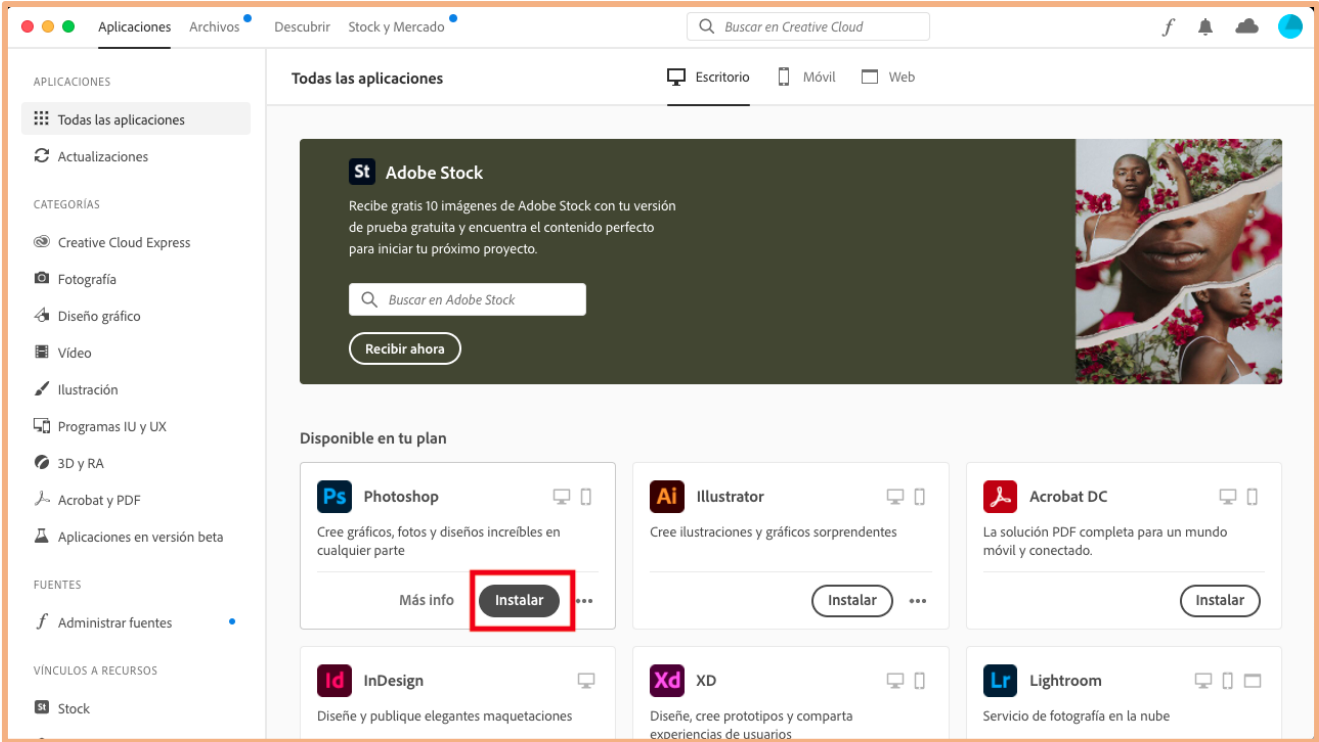 Aplicaciones
Archivos
Descubrir
Stock y Mercado
Buscar en Creative Cloud
APLICACIONES
Todas las aplicaciones
Actualizaciones
CATEGORÍAS
Creative Cloud Express
Fotografía
Diseño gráfico
Vídeo
Ilustración
Programas IU y UX
3D y RA
Acrobat y PDF
Aplicaciones en versión beta
FUENTES
Administrar fuentes
VÍNCULOS A RECURSOS
St Stock
Todas las aplicaciones
Escritorio
Móvil
Web
St Adobe Stock
Recibe gratis 10 imágenes de Adobe Stock con tu versión
de prueba gratuita y encuentra el contenido perfecto
para iniciar tu próximo proyecto.
Buscar en Adobe Stock
Recibir ahora
Disponible en tu plan
Ps Photoshop
Cree gráficos, fotos y diseños increíbles en
cualquier parte
Más info
Instalar
Ai Illustrator
Cree ilustraciones y gráficos sorprendentes
Instalar
Acrobat DC
La solución PDF completa para un mundo
móvil y conectado.
Instalar
Id InDesign
Diseñe y publique elegantes maquetaciones
Xd XD
Diseñe, cree prototipos y comparta
experiencias de usuarios
Lr Lightroom
Servicio de fotografía en la nube